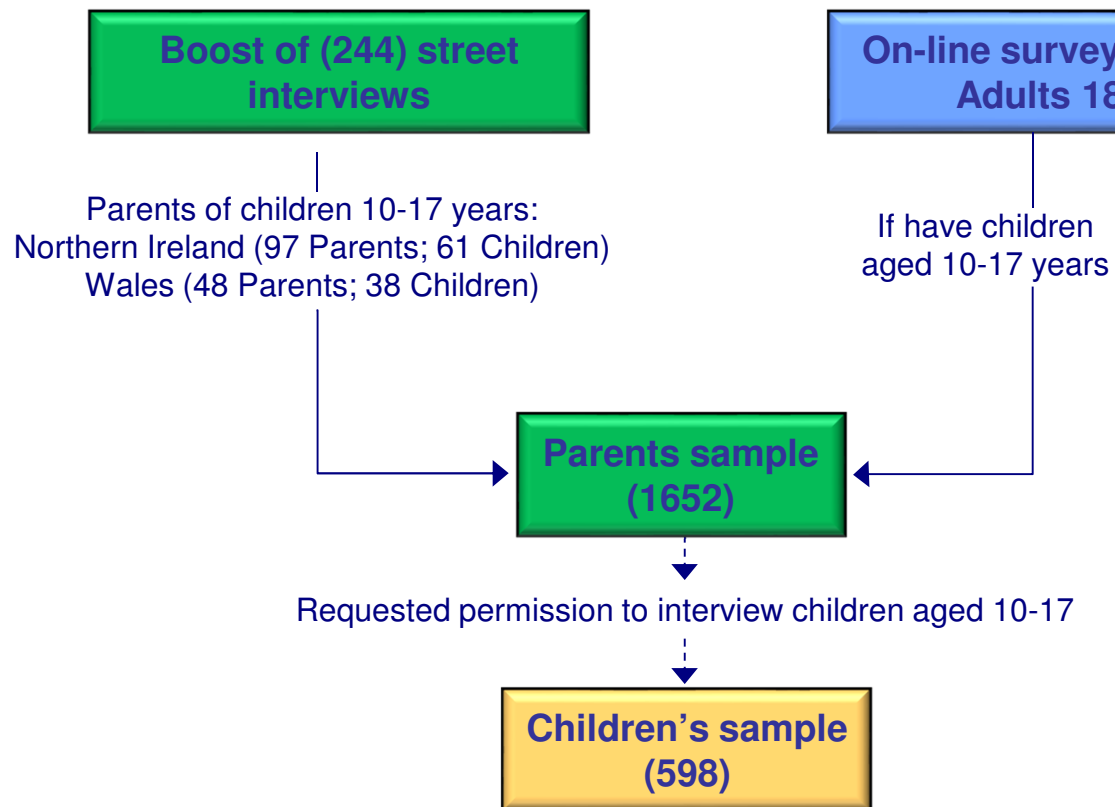 Boost of (244) street
interviews
On-line survey
Adults 18
Parents of children 10-17 years:
Northern Ireland (97 Parents; 61 Children)
Wales (48 Parents; 38 Children)
If have children
aged 10-17 years
Parents sample
(1652)
Requested permission to interview children aged 10-17
Children’s sample
(598)